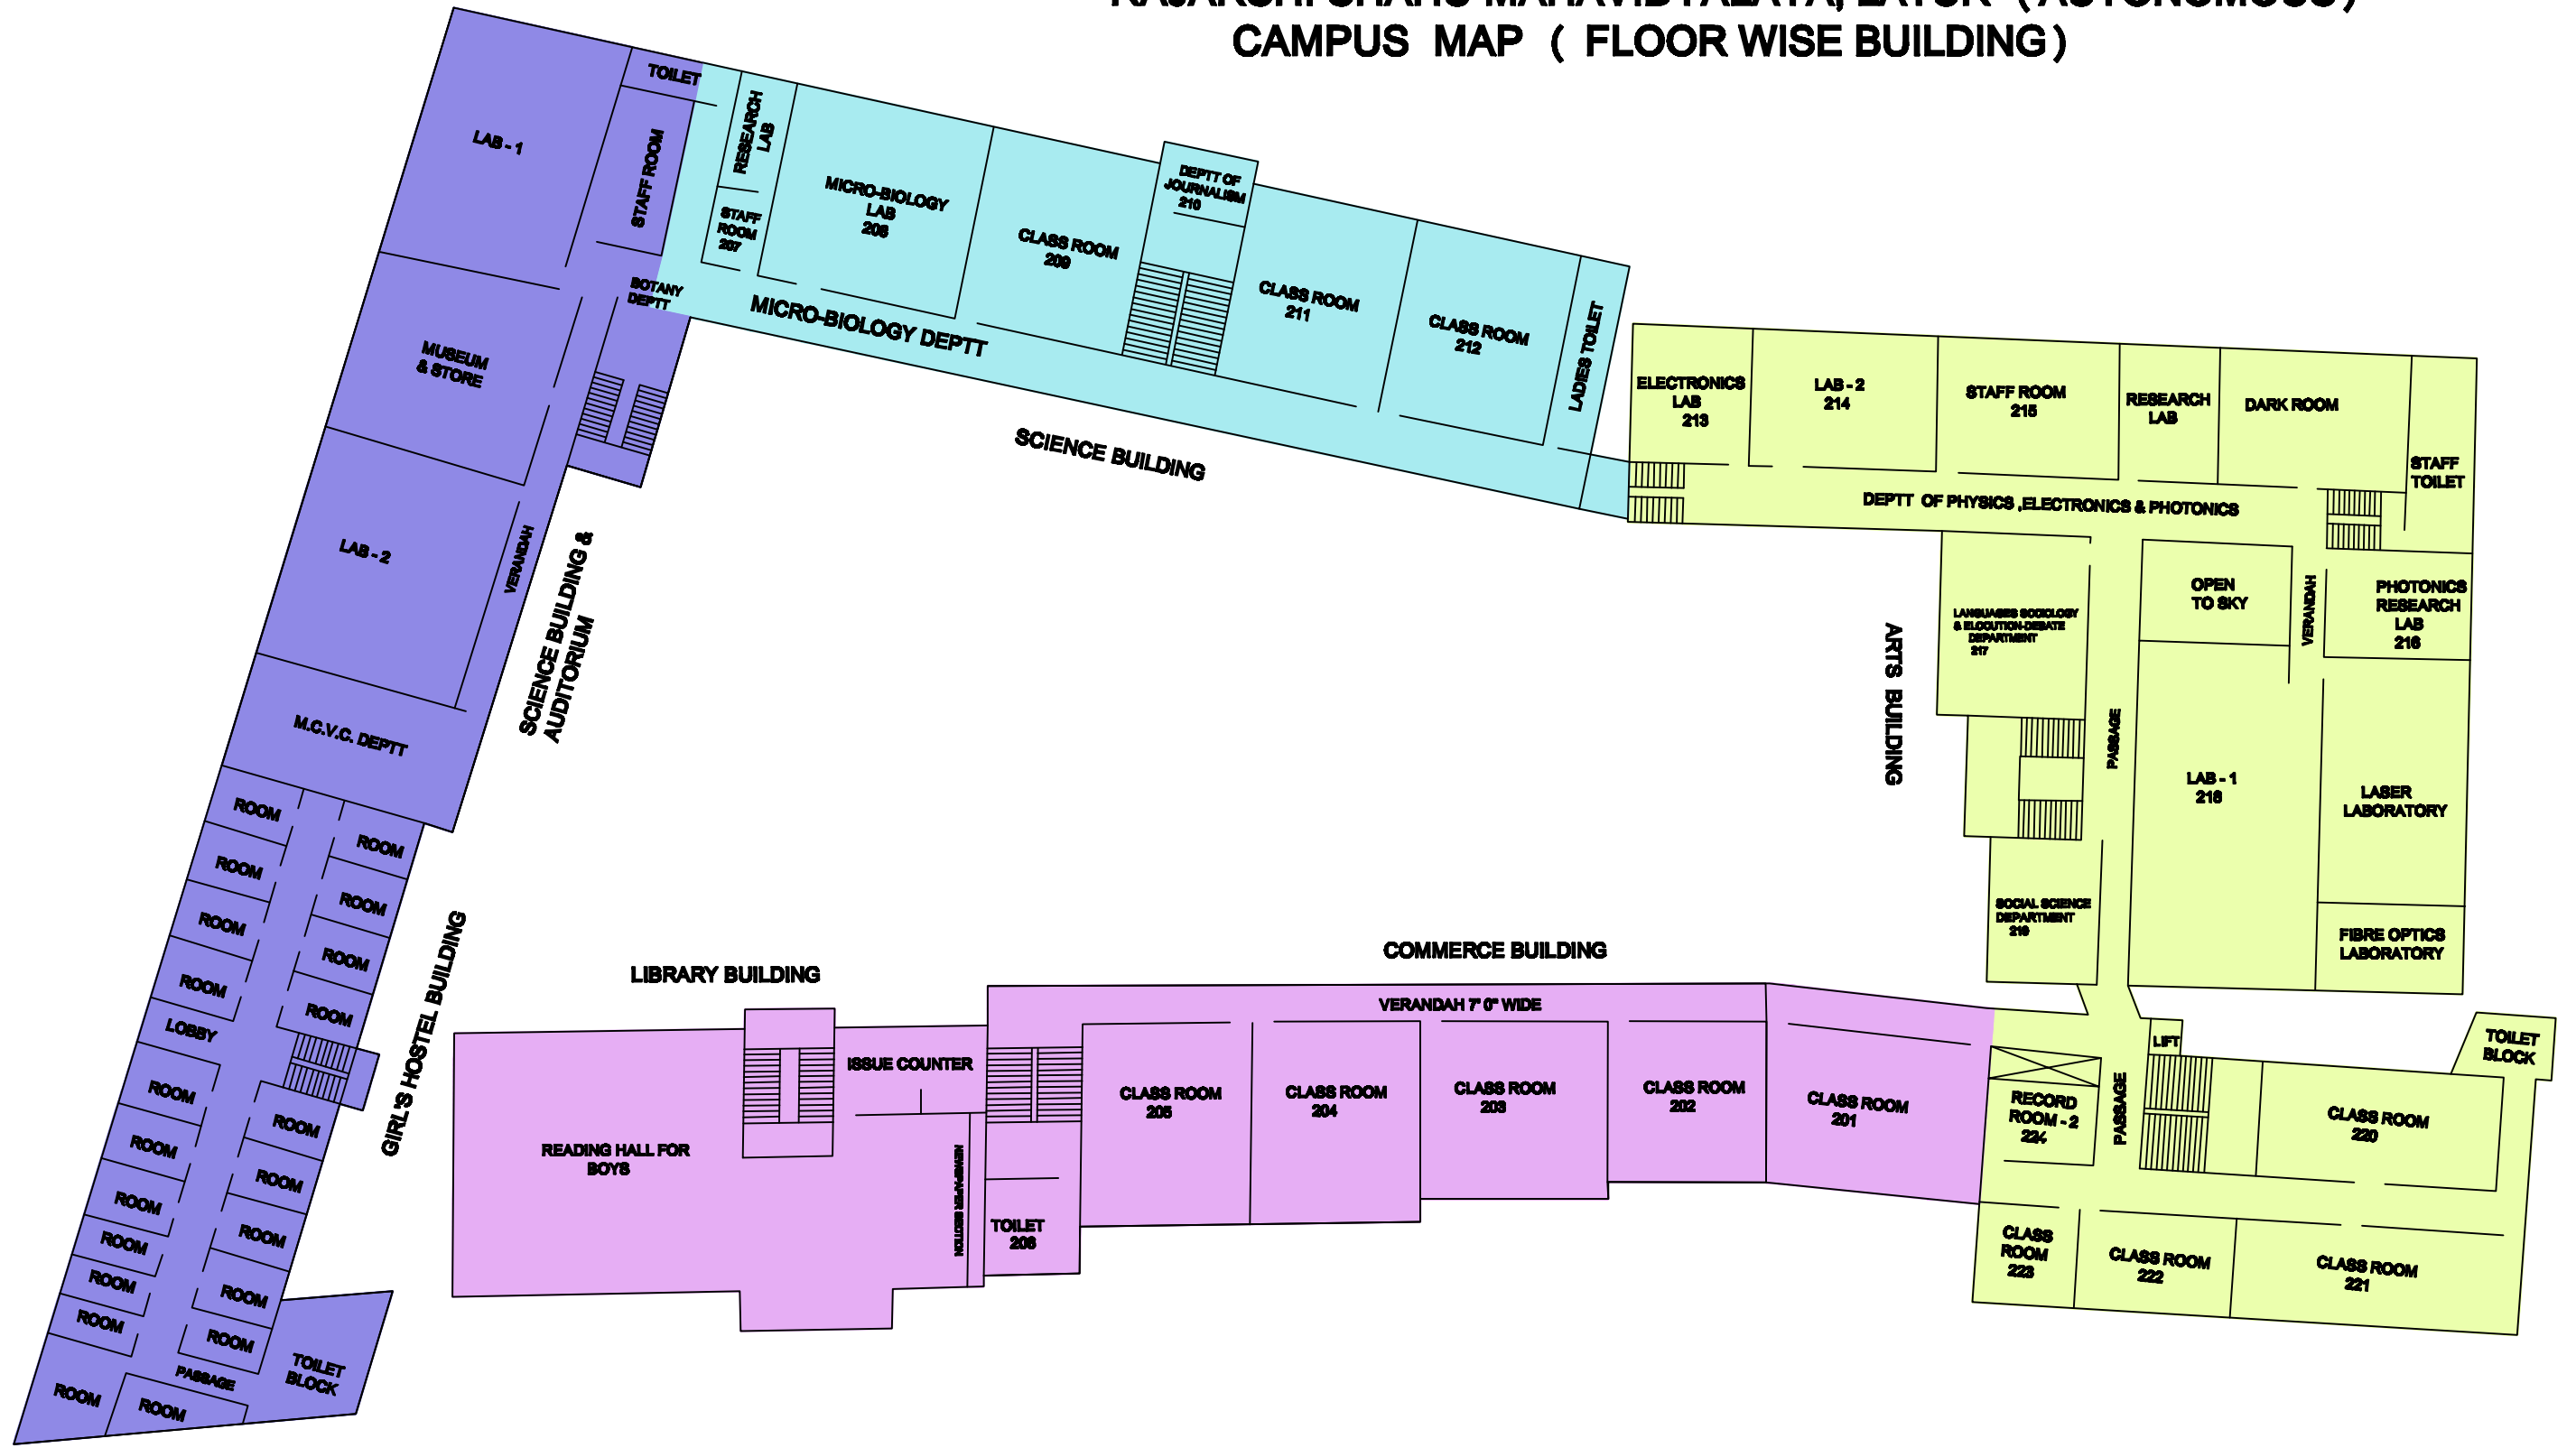 CAMPUS MAP ( FLOOR WISE BUILDING )
TOILET
LAB - 1
STAFF ROOM
BOTANY
DEPTT
MUSEUM
& STORE
LAB - 2
VERANDAH
M.C.V.C. DEPTT
SCIENCE BUILDING &
AUDITORIUM
RESEARCH
LAB
STAFF
ROOM
207
MICRO-BIOLOGY
LAB
208
CLASS ROOM
209
DEPTT OF
JOURNALISM
210
CLASS ROOM
211
CLASS ROOM
212
LADIES TOILET
MICRO-BIOLOGY DEPTT
SCIENCE BUILDING
ELECTRONICS
LAB
213
LAB - 2
214
STAFF ROOM
215
RESEARCH
LAB
DARK ROOM
STAFF
TOILET
DEPTT OF PHYSICS ,ELECTRONICS & PHOTONICS
LANGUAGES SOCIOLOGY
& ELOCUTION-DEBATE
DEPARTMENT
217
OPEN
TO SKY
VERANDAH
PHOTONICS
RESEARCH
LAB
216
ARTS BUILDING
PASSAGE
LAB - 1
218
LASER
LABORATORY
SOCIAL SCIENCE
DEPARTMENT
219
FIBRE OPTICS
LABORATORY
ROOM
ROOM
ROOM
ROOM
ROOM
ROOM
ROOM
ROOM
LOBBY
GIRL'S HOSTEL BUILDING
ROOM
ROOM
ROOM
ROOM
ROOM
ROOM
ROOM
ROOM
ROOM
ROOM
ROOM
PASSAGE
ROOM
ROOM
TOILET
BLOCK
LIBRARY BUILDING
ISSUE COUNTER
READING HALL FOR
BOYS
NEWSPAPER SECTION
COMMERCE BUILDING
VERANDAH 7' 0" WIDE
TOILET
206
CLASS ROOM
205
CLASS ROOM
204
CLASS ROOM
203
CLASS ROOM
202
CLASS ROOM
201
LIFT
TOILET
BLOCK
RECORD
ROOM - 2
224
PASSAGE
CLASS ROOM
220
CLASS
ROOM
223
CLASS ROOM
222
CLASS ROOM
221